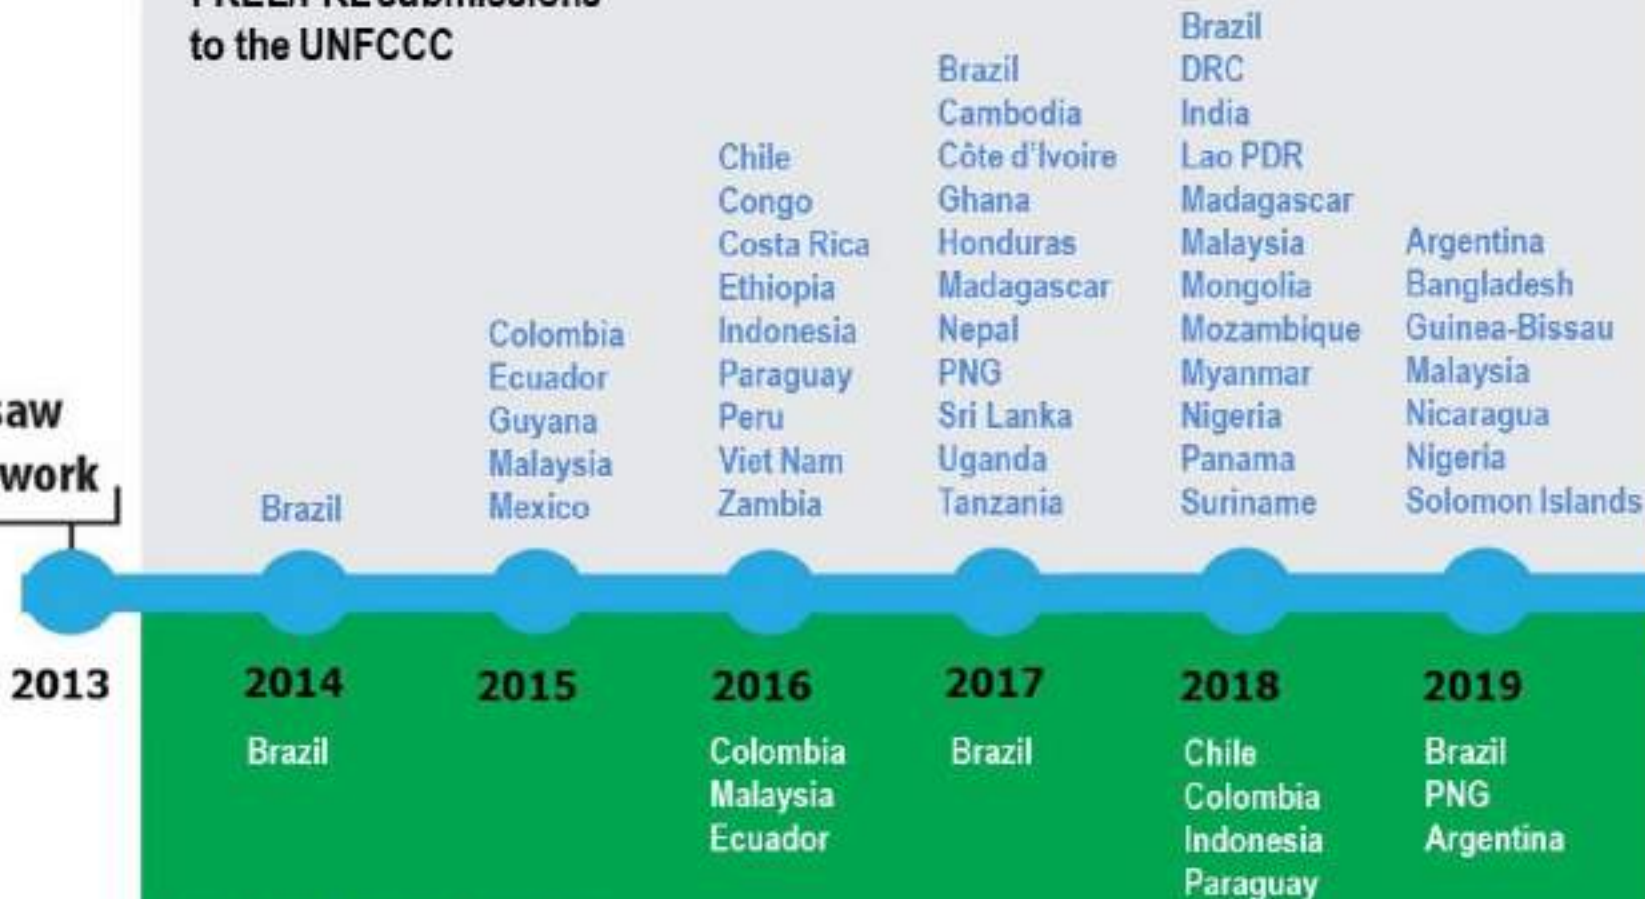 to the UNFCCC
Brazil
Colombia
Ecuador
Guyana
Malaysia
Mexico
Chile
Congo
Costa Rica
Ethiopia
Indonesia
Paraguay
Peru
Viet Nam
Zambia
Brazil
Cambodia
Côte d'Ivoire
Ghana
Honduras
Madagascar
Nepal
PNG
Sri Lanka
Uganda
Tanzania
Brazil
DRC
India
Lao PDR
Madagascar
Malaysia
Mongolia
Mozambique
Myanmar
Nigeria
Panama
Suriname
Argentina
Bangladesh
Guinea-Bissau
Malaysia
Nicaragua
Nigeria
Solomon Islands
saw
work
2013
2014
2015
2016
2017
2018
2019
Brazil
Colombia
Malaysia
Ecuador
Brazil
Chile
Colombia
Indonesia
Paraguay
Brazil
PNG
Argentina